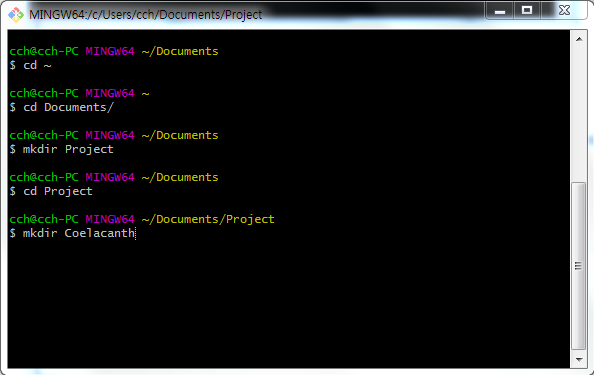 MINGW64:/c/Users/cch/Documents/Project
cch@cch-PC MINGW64 ~/Documents
$ cd ~
cch@cch-PC MINGW64 ~
$ cd Documents/
cch@cch-PC MINGW64 ~/Documents
$ mkdir Project
cch@cch-PC MINGW64 ~/Documents
$ cd Project
cch@cch-PC MINGW64 ~/Documents/Project
$ mkdir Coelacanth